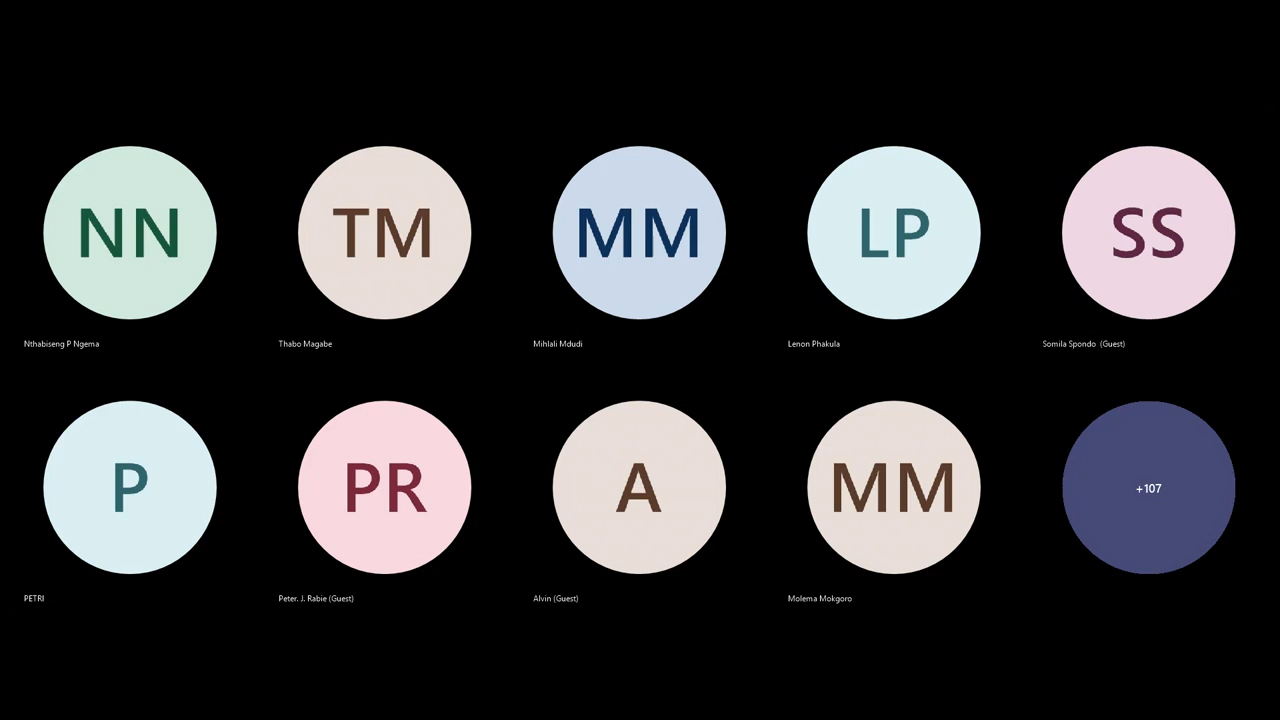 NN
TM
MM
LP
SS
Nthabiseng P Ngema
Thabo Magabe
Mihlali Mdudi
Lenon Phakula
Somila Spondo (Guest)
P
PR
A
MM
+107
PETRI
Peter. J. Rabie (Guest)
Alvin (Guest)
Molema Mokgoro